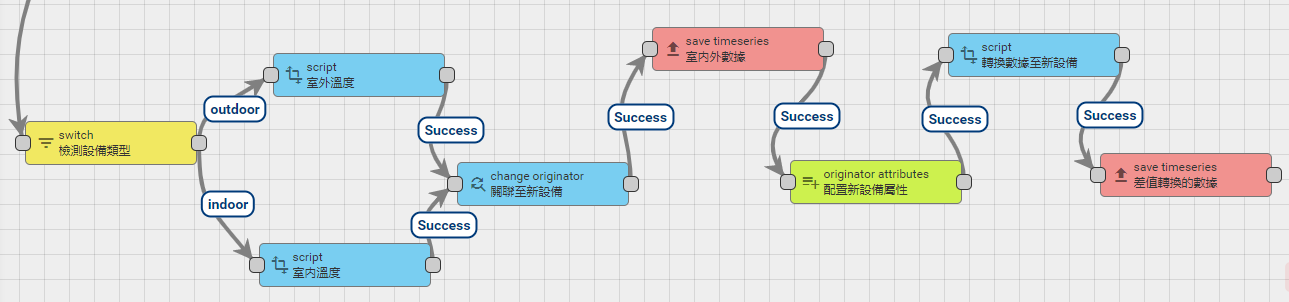 switch
檢測設備類型
outdoor
indoor
script
室外溫度
script
室內溫度
Success
Success
change originator
關聯至新設備
Success
save timeseries
室內外數據
Success
originator attributes
配置新設備屬性
Success
script
轉換數據至新設備
Success
save timeseries
差值轉換的數據